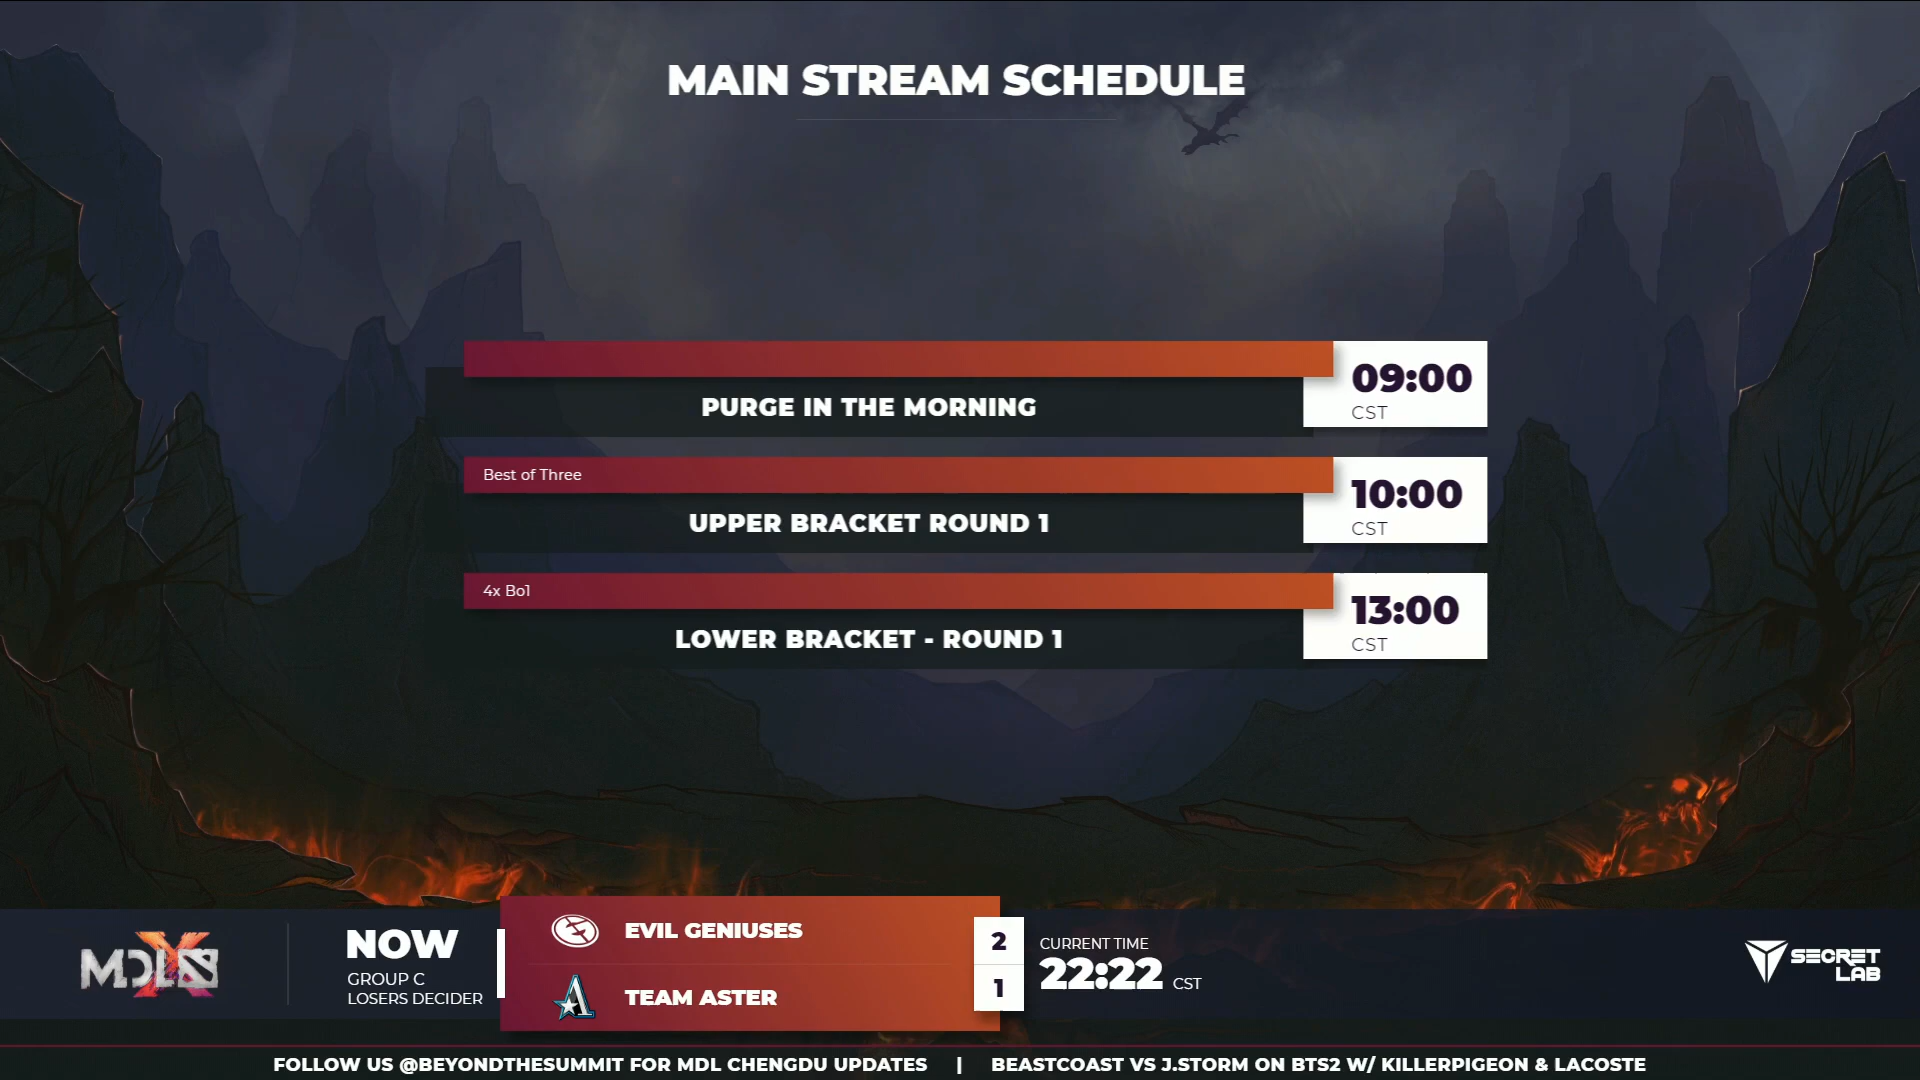 MAIN STREAM SCHEDULE
09:00
CST
PURGE IN THE MORNING
Best of Three
10:00
CST
UPPER BRACKET ROUND 1
4x Bo1
13:00
CST
LOWER BRACKET - ROUND 1
MDL
NOW
GROUP C
LOSERS DECIDER
EVIL GENIUSES
2
TEAM ASTER
1
CURRENT TIME
22:22 CST
SECRET
LAB
FOLLOW US @BEYONDTHESUMMIT FOR MDL CHENGDU UPDATES | BEASTCOAST VS J.STORM ON BTS2 W/ KILLERPIGEON & LACOSTE